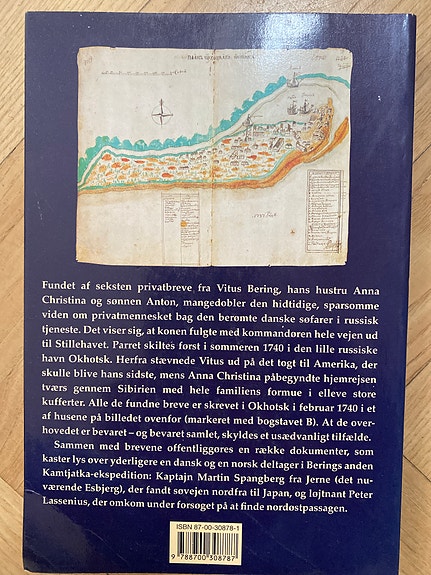 Fundet af seksten privatbreve fra Vitus Bering, hans hustru Anna
Christina og sønnen Anton, mangedobler den hidtidige, sparsomme
viden om privatmennesket bag den berømte danske søfarer i russisk
tjeneste. Det viser sig, at konen fulgte med kommandøren hele vejen ud
til Stillehavet. Parret skiltes først i sommeren 1740 i den lille russiske
havn Okhotsk. Herfra stævnede Vitus ud på det togt til Amerika, der
skulle blive hans sidste, mens Anna Christina påbegyndte hjemrejsen
tværs gennem Sibirien med hele familiens formue i elleve store
kufferter. Alle de fundne breve er skrevet i Okhotsk i februar 1740 i et
af husene på billedet ovenfor (markeret med bogstavet B). At de over-
hovedet er bevaret – og bevaret samlet, skyldes et usædvanligt tilfælde.
Sammen med brevene offentliggøres en række dokumenter, som
kaster lys over yderligere en dansk og en norsk deltager i Berings anden
Kamtjatka-ekspedition: Kaptajn Martin Spangberg fra Jerne (det nu-
værende Esbjerg), der fandt søvejen nordfra til Japan, og løjtnant Peter
Lassenius, der omkom under forsøget på at finde nordostpassagen.
ISBN 87-00-30878-1
9 788700 308787